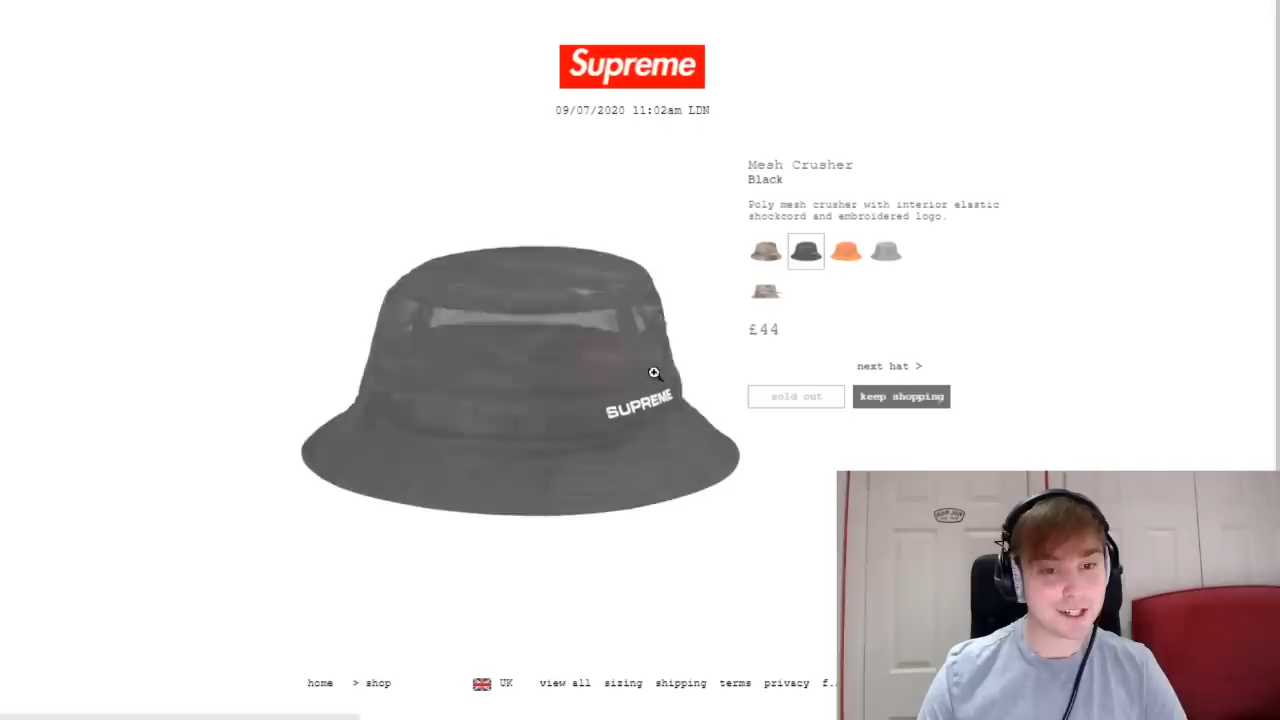 Supreme
09/07/2020 11:02am LDN
Mesh Crusher
Black
Poly mesh crusher with interior elastic
shockcord and embroidered logo.
£44
next hat >
sold out
keep shopping
SUPREME
home > shop
UK
view all sizing shipping terms privacy f.